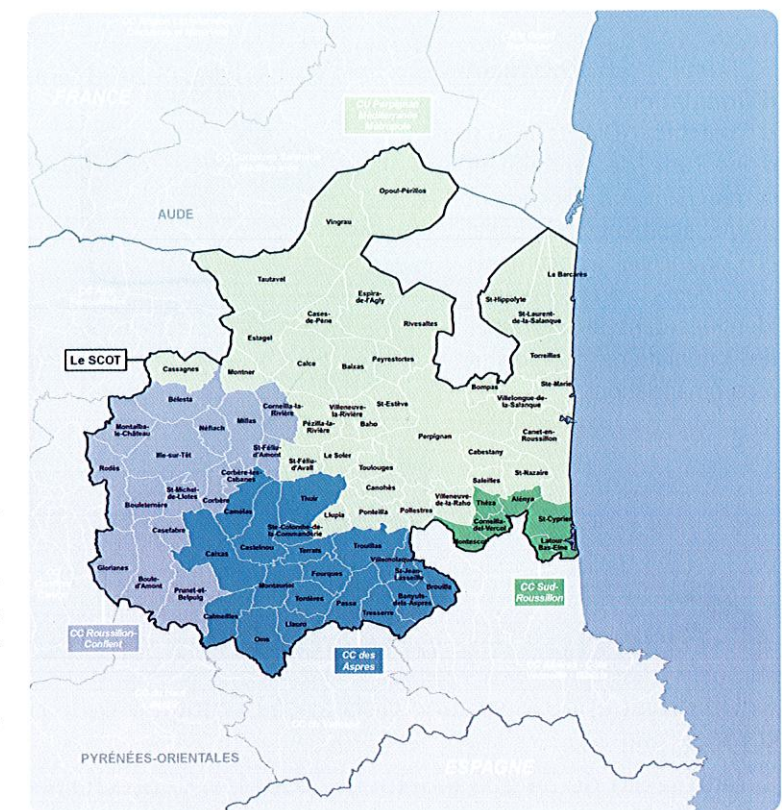 FRANCE
CU Perpignan
Méditerranée
Métropole
AUDE
Opoul-Périllos
Vingrau
Tautavel
Le Barcarès
Espira-
de-l'Agly
St-Hippolyte
Cases-
de-Pène
St-Laurent-
de-la-Salanque
Rivesaltes
Estagel
Le SCOT
Cassagnes
Montner
Calce
Baixas
Peyrestortes
Torreilles
Ste-Marie
Bompas
Bélesta
Villelongue-de-
la-Salanque
Corneilla-la-
Rivière
Villeneuve-
la-Rivière
St-Estève
Montalba-
le-Château
Néfiach
Millas
Pézilla-la-
Rivière
Baho
Canet-en-
Roussillon
Perpignan
Ille-sur-Têt
St-Féliu-
d'Amont
Cabestany
Le Soler
St-Féliu-
d'Avall
Rodès
Toulouges
St-Nazaire
Corbère-les-
Cabanes
Saleilles
Canohès
St-Michel-
de-Llotes
Thuir
Villeneuve-
de-la-Raho
Théza
Alénya
Bouleternère
Corbère
Camélas
Llupia
Ponteilla
Pollestres
St-Cyprien
Corneilla-
del-Vercol
Ste-Colombe-de-
la-Commanderie
Casefabre
Montescot
Latour-
Bas-Elne
Trouillas
Castelnou
Terrats
Caixas
Villemolaque
Glorianes
Fourques
St-Jean-
Lasseille
Boule-
d'Amont
Montauriol
Brouilla
Prunet-et-
Belpuig
Tordères
Passa
Banyuls-
dels-Aspres
Tresserre
CC Sud-
Roussillon
Calmeilles
Llauro
Oms
CC Roussillon-
Conflent
CC des
Aspres
PYRÉNÉES-ORIENTALES
ESPAGNE